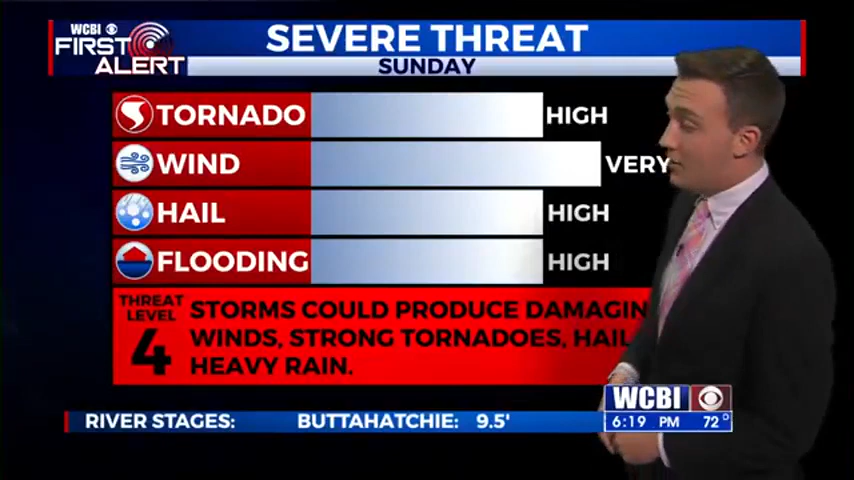 WCBI
FIRST
ALERT
SEVERE THREAT
SUNDAY
TORNADO HIGH
WIND VERY
HAIL HIGH
FLOODING HIGH
THREAT
LEVEL
4
STORMS COULD PRODUCE DAMAGIN
WINDS, STRONG TORNADOES, HAIL
HEAVY RAIN.
WCBI
6:19 PM 72°
RIVER STAGES: BUTTAHATCHIE: 9.5'